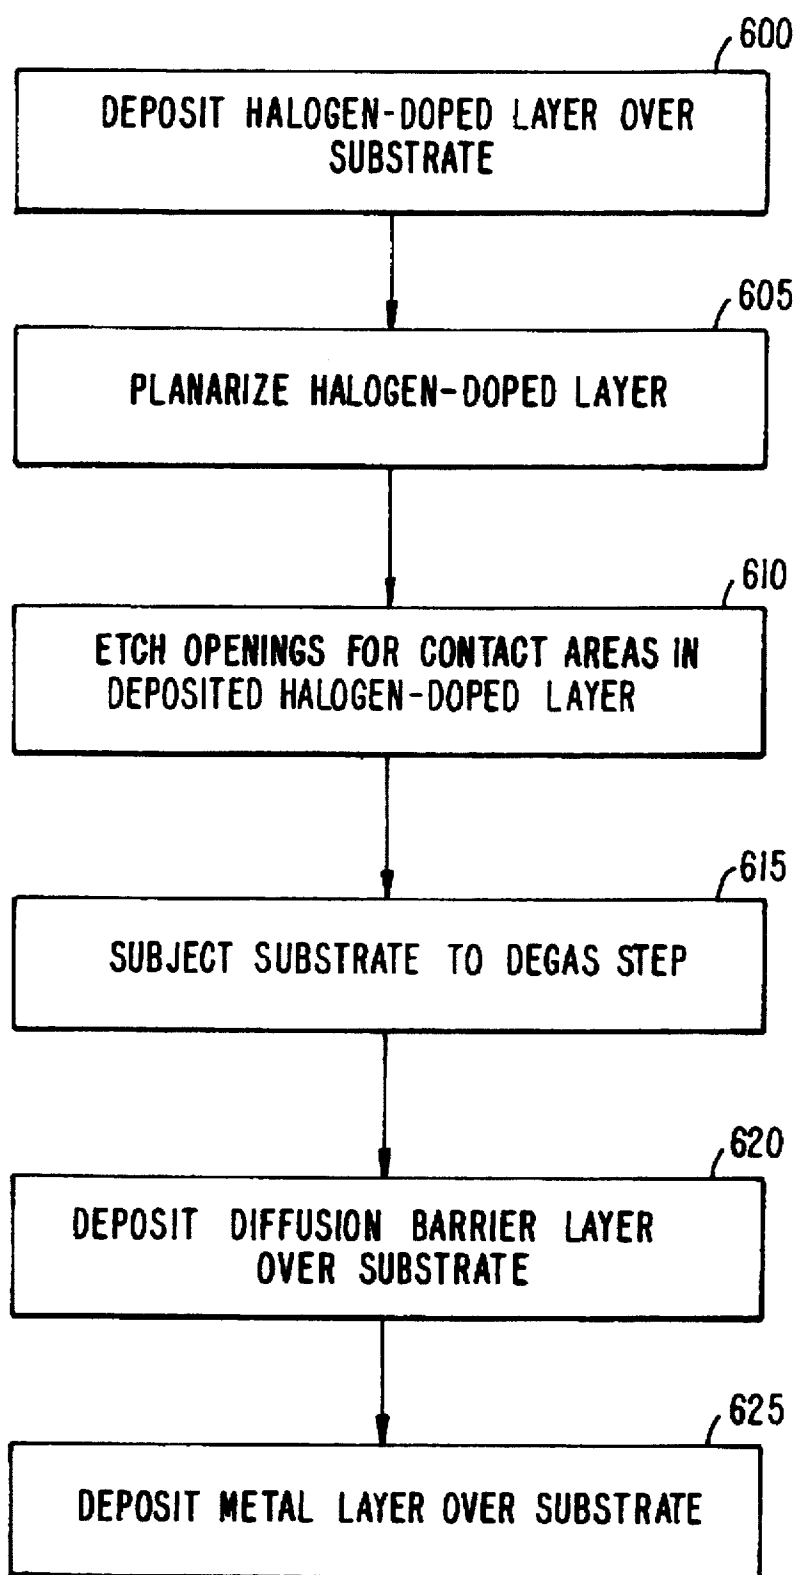 600
DEPOSIT HALOGEN-DOPED LAYER OVER
SUBSTRATE
605
PLANARIZE HALOGEN-DOPED LAYER
610
ETCH OPENINGS FOR CONTACT AREAS IN
DEPOSITED HALOGEN-DOPED LAYER
615
SUBJECT SUBSTRATE TO DEGAS STEP
620
DEPOSIT DIFFUSION BARRIER LAYER
OVER SUBSTRATE
625
DEPOSIT METAL LAYER OVER SUBSTRATE